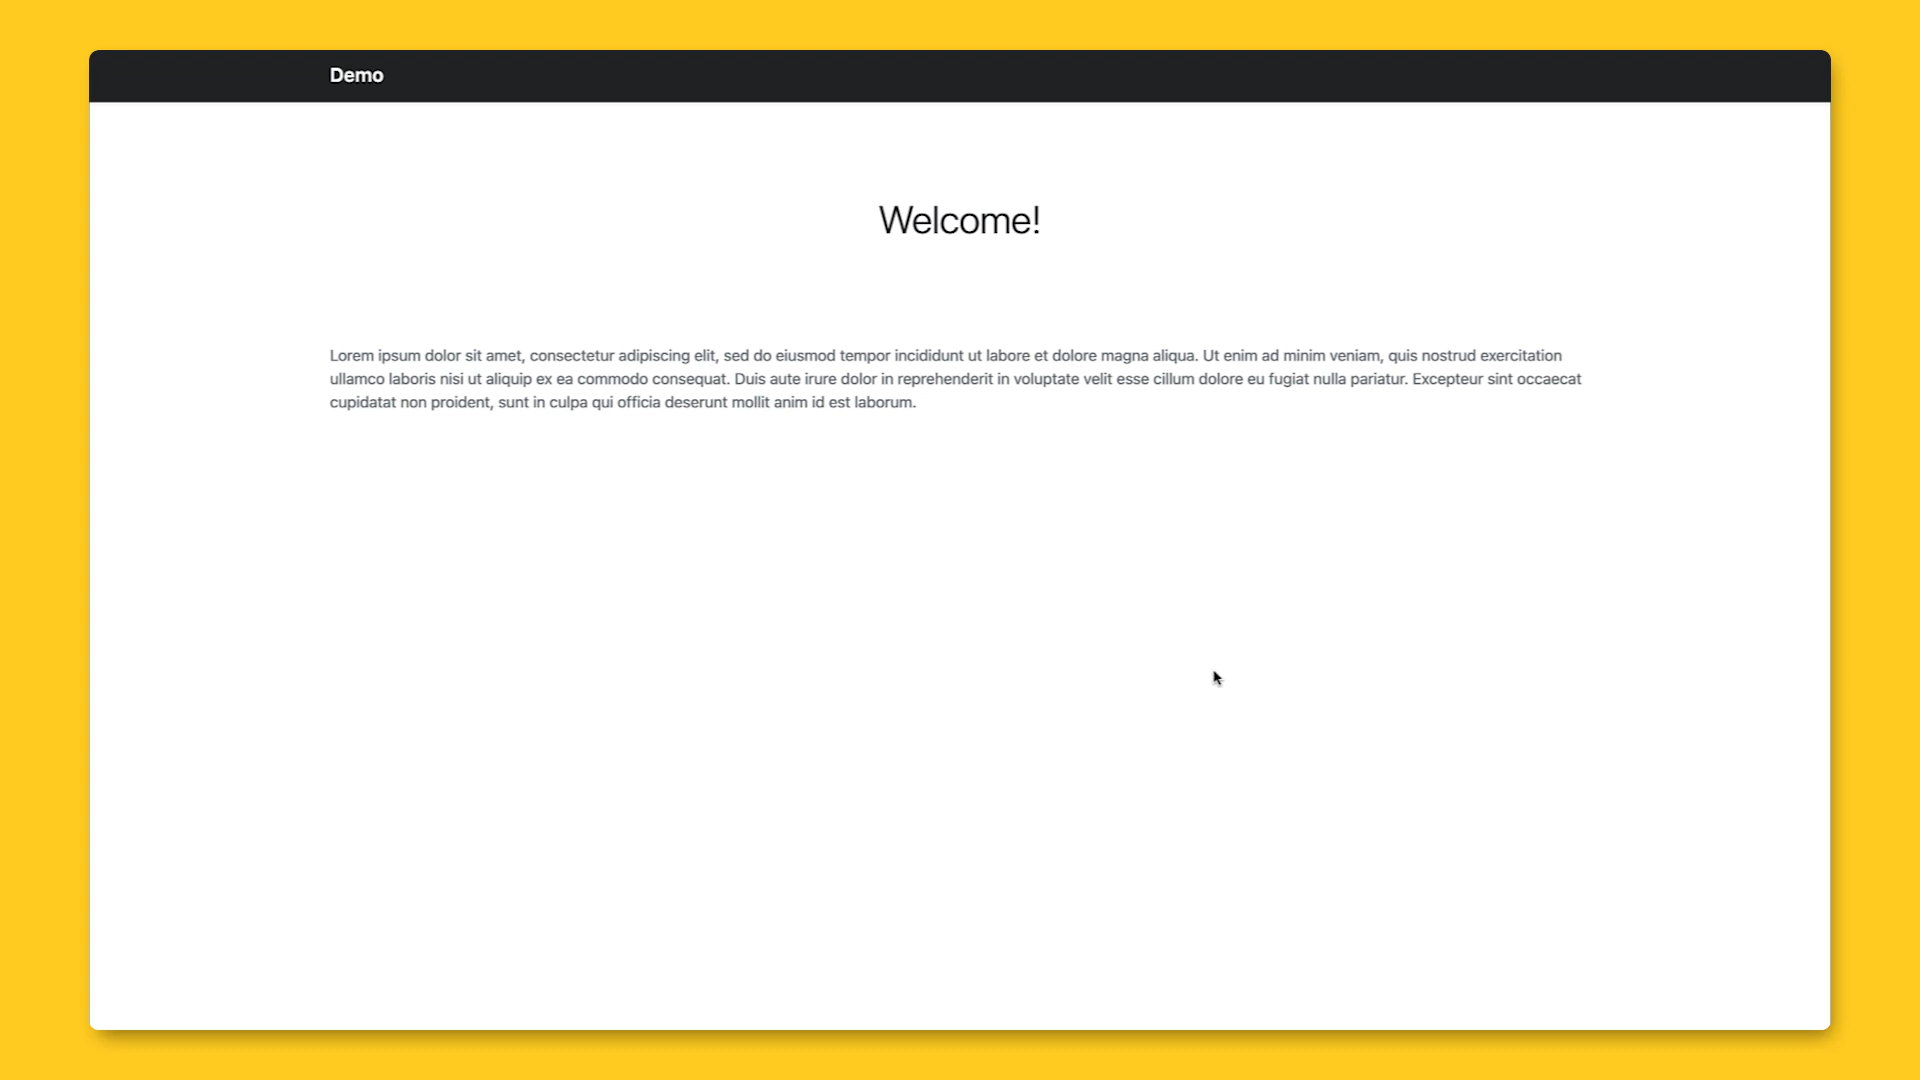 Demo
Welcome!
Lorem ipsum dolor sit amet, consectetur adipiscing elit, sed do eiusmod tempor incididunt ut labore et dolore magna aliqua. Ut enim ad minim veniam, quis nostrud exercitation
ullamco laboris nisi ut aliquip ex ea commodo consequat. Duis aute irure dolor in reprehenderit in voluptate velit esse cillum dolore eu fugiat nulla pariatur. Excepteur sint occaecat
cupidatat non proident, sunt in culpa qui officia deserunt mollit anim id est laborum.